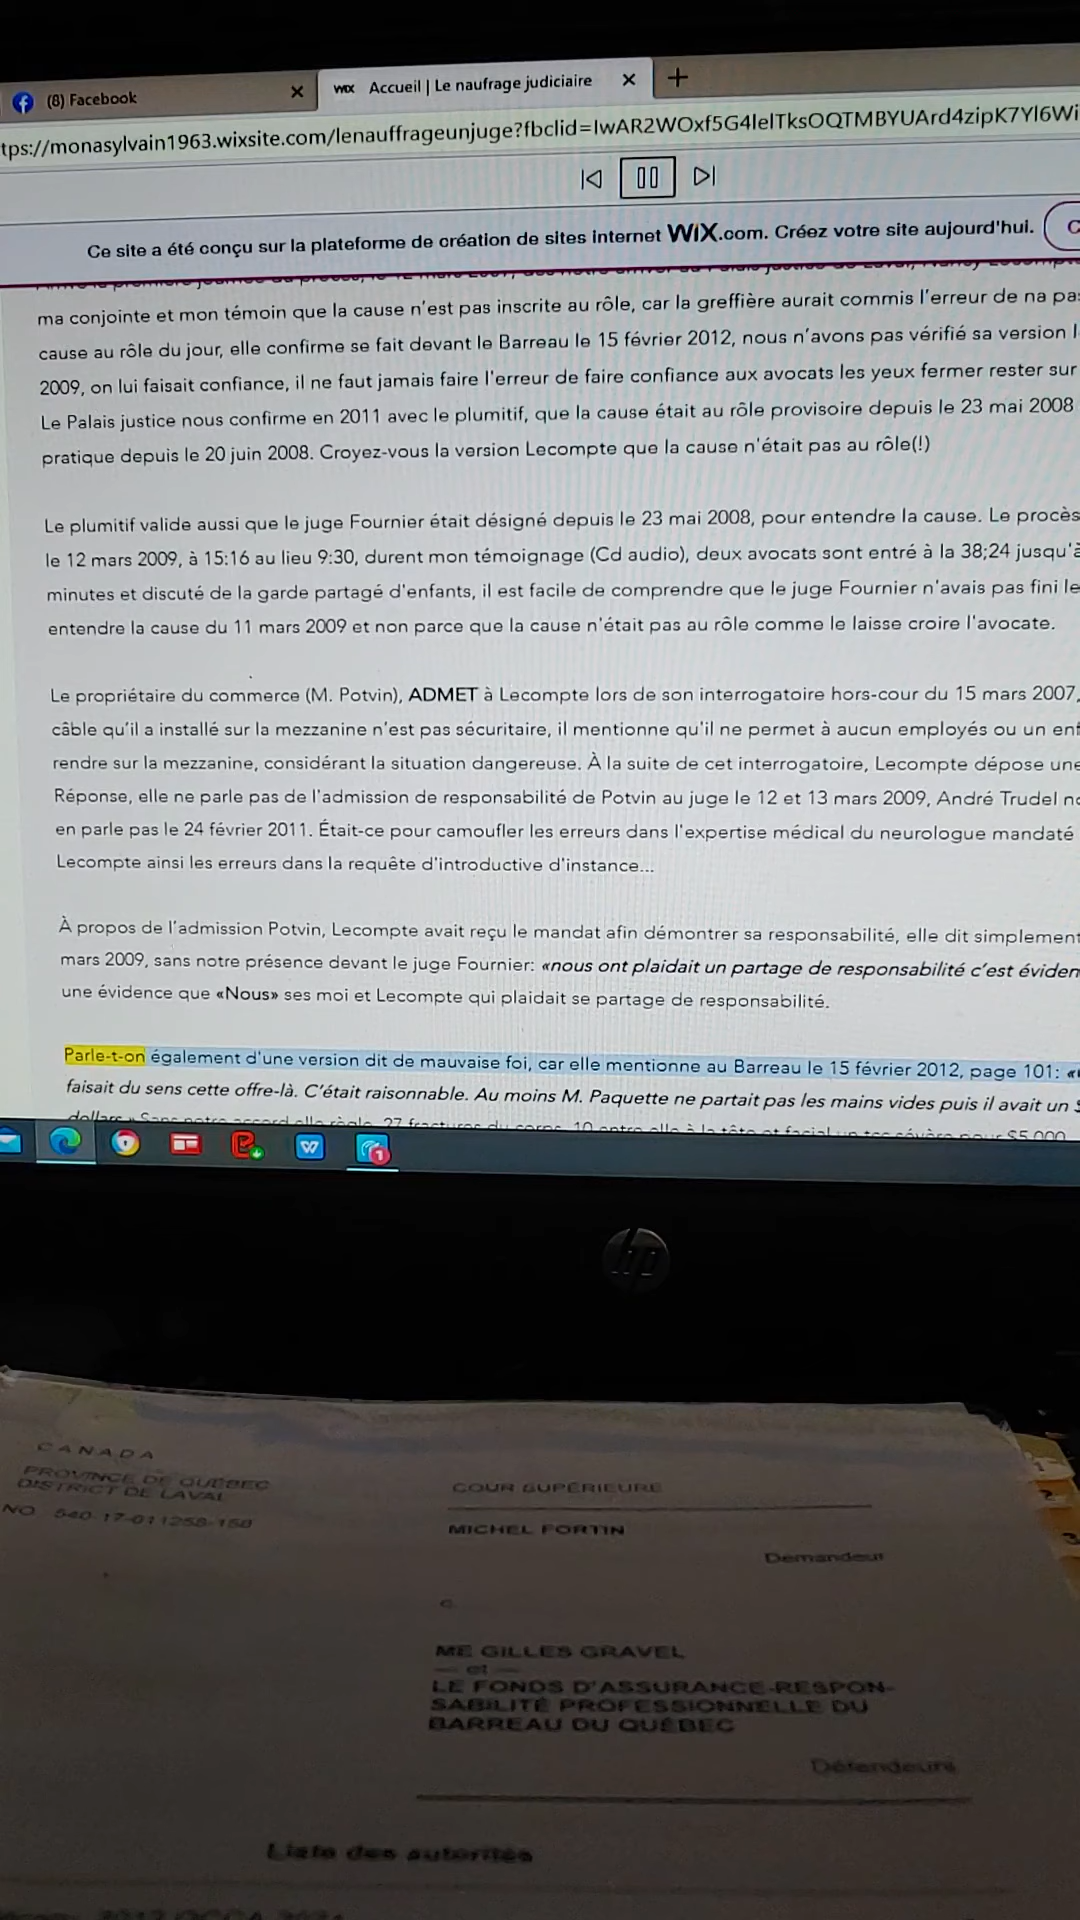 (8) Facebook
WiX Accueil | Le naufrage judiciaire
tps://monasylvain1963.wixsite.com/lenauffrageunjuge?fbclid=
Ce site a été conçu sur la plateforme de création de sites internet WiX.com. Créez votre site aujourd'hui.
ma conjointe et mon témoin que la cause n'est pas inscrite au rôle, car la greffière aurait commis l'erreur de na pas
cause au rôle du jour, elle confirme se fait devant le Barreau le 15 février 2012, nous n'avons pas vérifié sa version
2009, on lui faisait confiance, il ne faut jamais faire l'erreur de faire confiance aux avocats les yeux fermer rester sur
Le Palais justice nous confirme en 2011 avec le plumitif, que la cause était au rôle provisoire depuis le 23 mai 2008
pratique depuis le 20 juin 2008. Croyez-vous la version Lecompte que la cause n'était pas au rôle(!)
Le plumitif valide aussi que le juge Fournier était désigné depuis le 23 mai 2008, pour entendre la cause. Le procès
le 12 mars 2009, à 15:16 au lieu 9:30, durent mon témoignage (Cd audio), deux avocats sont entré à la 38;24 jusqu'à
minutes et discuté de la garde partagé d'enfants, il est facile de comprendre que le juge Fournier n'avais pas fini
entendre la cause du 11 mars 2009 et non parce que la cause n'était pas au rôle comme le laisse croire l'avocate.
Le propriétaire du commerce (M. Potvin), ADMET à Lecompte lors de son interrogatoire hors-cour du 15 mars 2007,
câble qu'il a installé sur la mezzanine n'est pas sécuritaire, il mentionne qu'il ne permet à aucun employés ou un
rendre sur la mezzanine, considérant la situation dangereuse. À la suite de cet interrogatoire, Lecompte dépose une
Réponse, elle ne parle pas de l'admission de responsabilité de Potvin au juge le 12 et 13 mars 2009, André Trudel
en parle pas le 24 février 2011. Était-ce pour camoufler les erreurs dans l'expertise médical du neurologue mandaté
Lecompte ainsi les erreurs dans la requête d'introductive d'instance...
À propos de l'admission Potvin, Lecompte avait reçu le mandat afin démontrer sa responsabilité, elle dit simplement
mars 2009, sans notre présence devant le juge Fournier: «nous ont plaidait un partage de responsabilité c'est éviden
une évidence que «Nous» ses moi et Lecompte qui plaidait se partage de responsabilité.
Parle-t-on également d'une version dit de mauvaise foi, car elle mentionne au Barreau le 15 février 2012, page 101:
faisait du sens cette offre-là. C'était raisonnable. Au moins M. Paquette ne partait pas les mains vides puis il avait un
hp
CANADA
PROVINCE DE QUÉBEC
DISTRICT DE LAVAL
NO 540-17-011258-150
COUR SUPÉRIEURE
MICHEL FORTIN
Demandeur
c
ME GILLES GRAVEL
et
LE FONDS D'ASSURANCE-RESPON-
SABILITÉ PROFESSIONNELLE DU
BARREAU DU QUÉBEC
Défendeurs
Liste des autorités